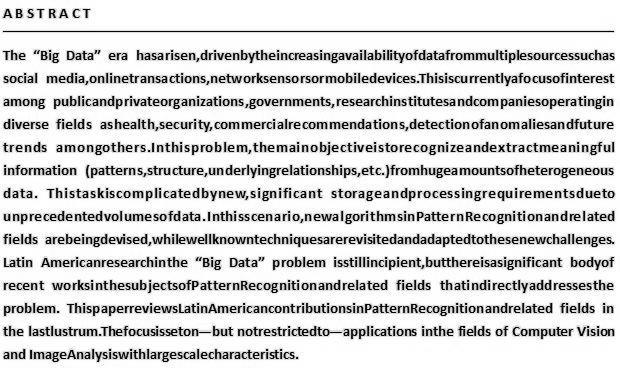 ABSTRACT
The “Big Data” era hasarisen,drivenbytheincreasingavailabilityofdatafrommultiplesourcessuchas
social media,onlinetransactions,networksensorsormobiledevices.Thisiscurrentlyafocusofinterest
among publicandprivateorganizations,governments,researchinstitutesandcompaniesoperatingin
diverse fields ashealth,security,commercialrecommendations,detectionofanomaliesandfuture
trends amongothers.Inthisproblem,themainobjectiveistorecognizeandextractmeaningful
information (patterns,structure,underlyingrelationships,etc.)fromhugeamountsofheterogeneous
data. Thistaskiscomplicatedbynew,significant storageandprocessingrequirementsdueto
unprecedentedvolumesofdata.Inthisscenario,newalgorithmsinPatternRecognitionandrelated
fields arebeingdevised,whilewellknowntechniquesarerevisitedandadaptedtothesenewchallenges.
Latin Americanresearchinthe “Big Data” problem isstillincipient,butthereisasignificant bodyof
recent worksinthesubjectsofPatternRecognitionandrelated fields thatindirectlyaddressesthe
problem. ThispaperreviewsLatinAmericancontributionsinPatternRecognitionandrelated fields in
the lastlustrum.Thefocusisseton—but notrestrictedto—applications inthe fields of Computer Vision
and ImageAnalysiswithlargescalecharacteristics.